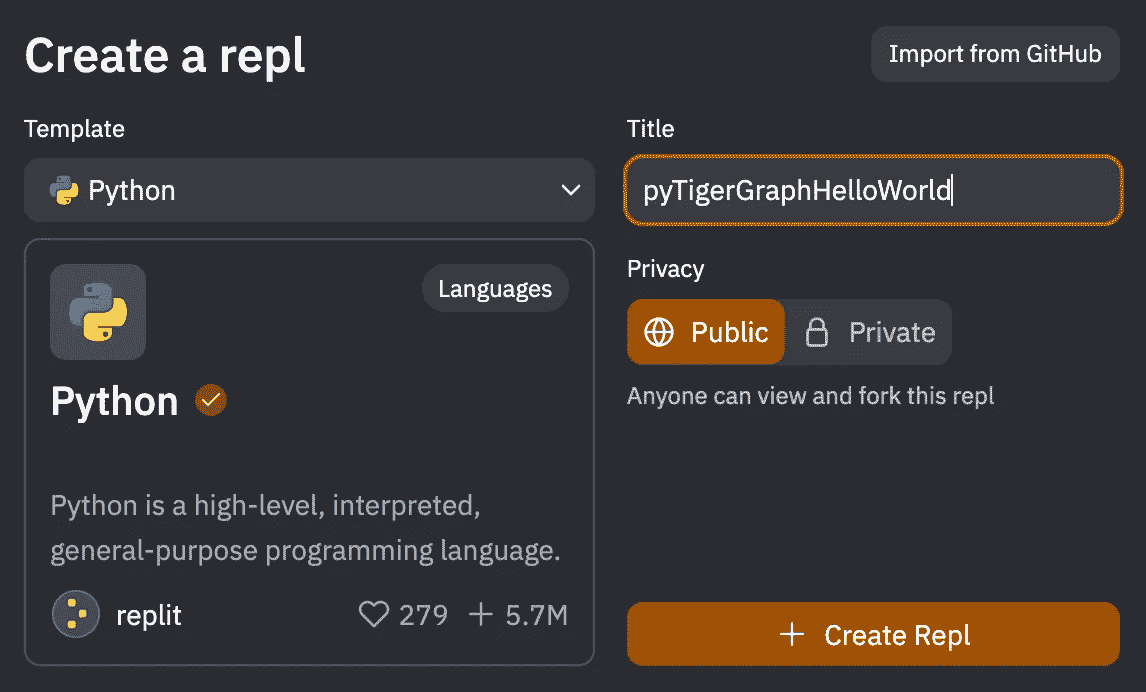 Create a repl
Import from GitHub
Template
Python
Languages
Python
Python is a high-level, interpreted,
general-purpose programming language.
replit
279
5.7M
Title
pyTigerGraphHelloWorld
Privacy
Public
Private
Anyone can view and fork this repl
+ Create Repl